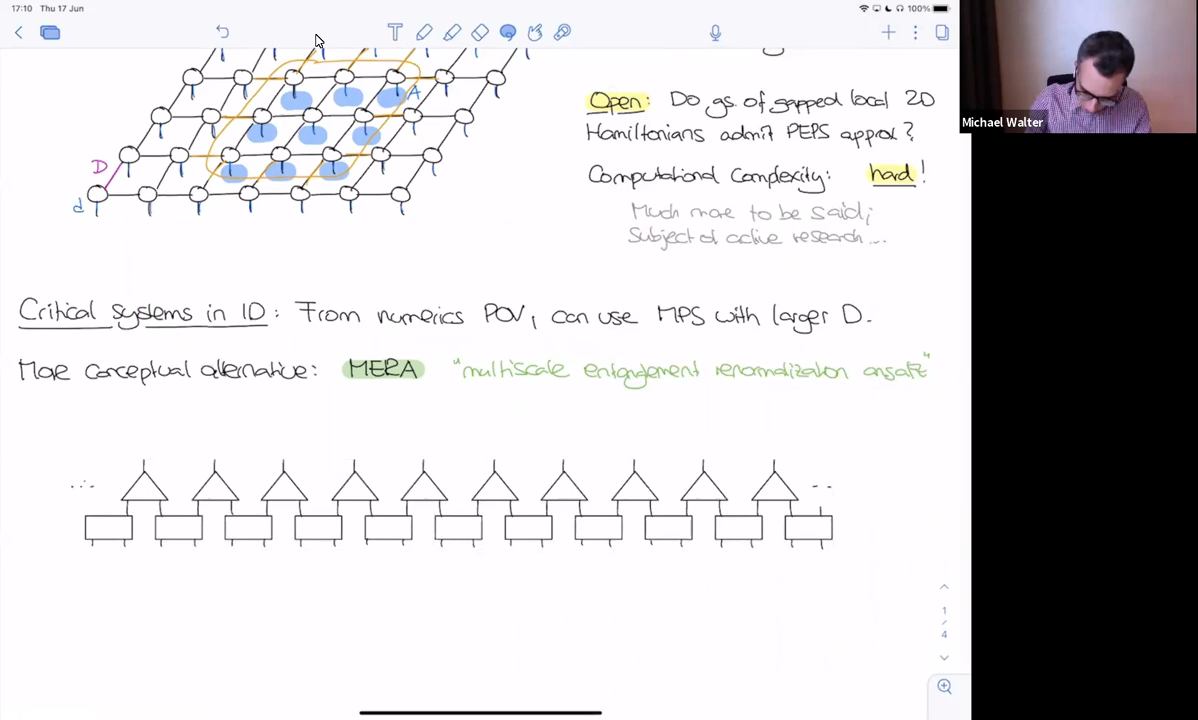 17:10 Thu 17 Jun
100%
A
D
d
Open: Do gs. of gapped local 2D
Hamiltonians admit PEPS approx?
Computational Complexity: hard!
Much more to be said;
Subject of active research...
Critical systems in 1D: From numerics POV, can use MPS with larger D.
More conceptual alternative: MERA "multiscale entanglement renormalization ansatz"
1
/
4
Michael Walter